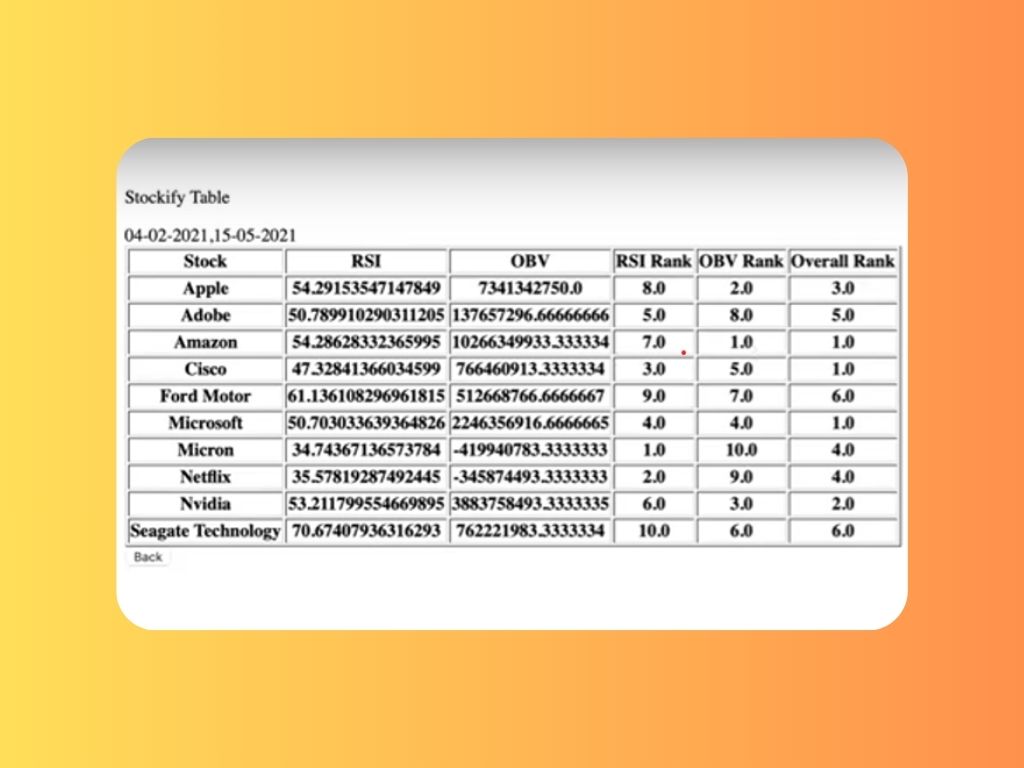 Stockify Table
04-02-2021,15-05-2021
Stock RSI OBV RSI Rank OBV Rank Overall Rank
Apple 54.29153547147849 7341342750.0 8.0 2.0 3.0
Adobe 50.789910290311205 137657296.66666666 5.0 8.0 5.0
Amazon 54.28628332365995 10266349933.333334 7.0 1.0 1.0
Cisco 47.32841366034599 766460913.3333334 3.0 5.0 1.0
Ford Motor 61.136108296961815 512668766.6666667 9.0 7.0 6.0
Microsoft 50.703033639364826 2246356916.6666665 4.0 4.0 1.0
Micron 34.74367136573784 -419940783.3333333 1.0 10.0 4.0
Netflix 35.57819287492445 -345874493.3333333 2.0 9.0 4.0
Nvidia 53.211799554669895 3883758493.3333335 6.0 3.0 2.0
Seagate Technology 70.67407936316293 762221983.3333334 10.0 6.0 6.0
Back